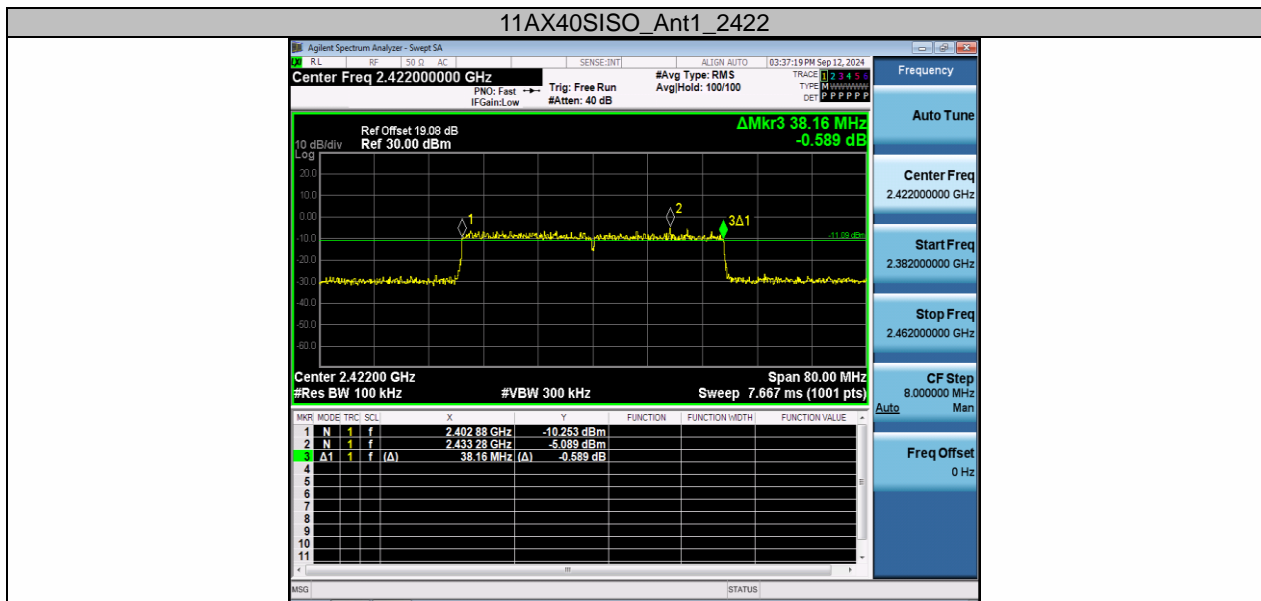 11AX40SISO_Ant1_2422
Agilent Spectrum Analyzer - Swept SA
RL RF 50 Ω AC SENSE:INT ALIGN AUTO 03:37:19 PM Sep 12, 2024
Center Freq 2.422000000 GHz
PNO: Fast
IFGain:Low
Trig: Free Run
#Atten: 40 dB
#Avg Type: RMS
Avg|Hold: 100/100
TRACE 1 2 3 4 5 6
TYPE M WWWWW
DET P P P P P P
ΔMkr3 38.16 MHz
-0.589 dB
Ref Offset 19.08 dB
10 dB/div Ref 30.00 dBm
Log
20.0
10.0
0.00
-10.0
-20.0
-30.0
-40.0
-50.0
-60.0
1
2
3Δ1
-11.09 dBm
Center 2.42200 GHz Span 80.00 MHz
#Res BW 100 kHz #VBW 300 kHz Sweep 7.667 ms (1001 pts)
MKR MODE TRC SCL X Y FUNCTION FUNCTION WIDTH FUNCTION VALUE
1 N 1 f 2.402 88 GHz -10.253 dBm
2 N 1 f 2.433 28 GHz -5.089 dBm
3 Δ1 1 f (Δ) 38.16 MHz (Δ) -0.589 dB
4
5
6
7
8
9
10
11
MSG STATUS
Frequency
Auto Tune
Center Freq
2.422000000 GHz
Start Freq
2.382000000 GHz
Stop Freq
2.462000000 GHz
CF Step
8.000000 MHz
Auto Man
Freq Offset
0 Hz